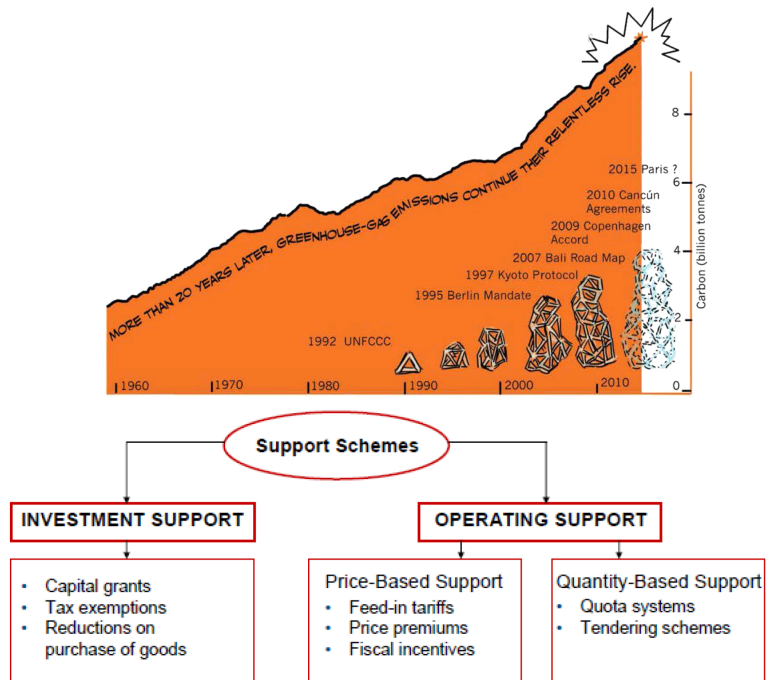 MORE THAN 20 YEARS LATER, GREENHOUSE-GAS EMISSIONS CONTINUE THEIR RELENTLESS RISE.
8
2015 Paris ?
6
2010 Cancún
Agreements
2009 Copenhagen
Accord
2007 Bali Road Map
4
1997 Kyoto Protocol
1995 Berlin Mandate
2
1992 UNFCCC
0
Carbon (billion tonnes)
1960
1970
1980
1990
2000
2010
Support Schemes
INVESTMENT SUPPORT
• Capital grants
• Tax exemptions
• Reductions on
purchase of goods
OPERATING SUPPORT
Price-Based Support
• Feed-in tariffs
• Price premiums
• Fiscal incentives
Quantity-Based Support
• Quota systems
• Tendering schemes